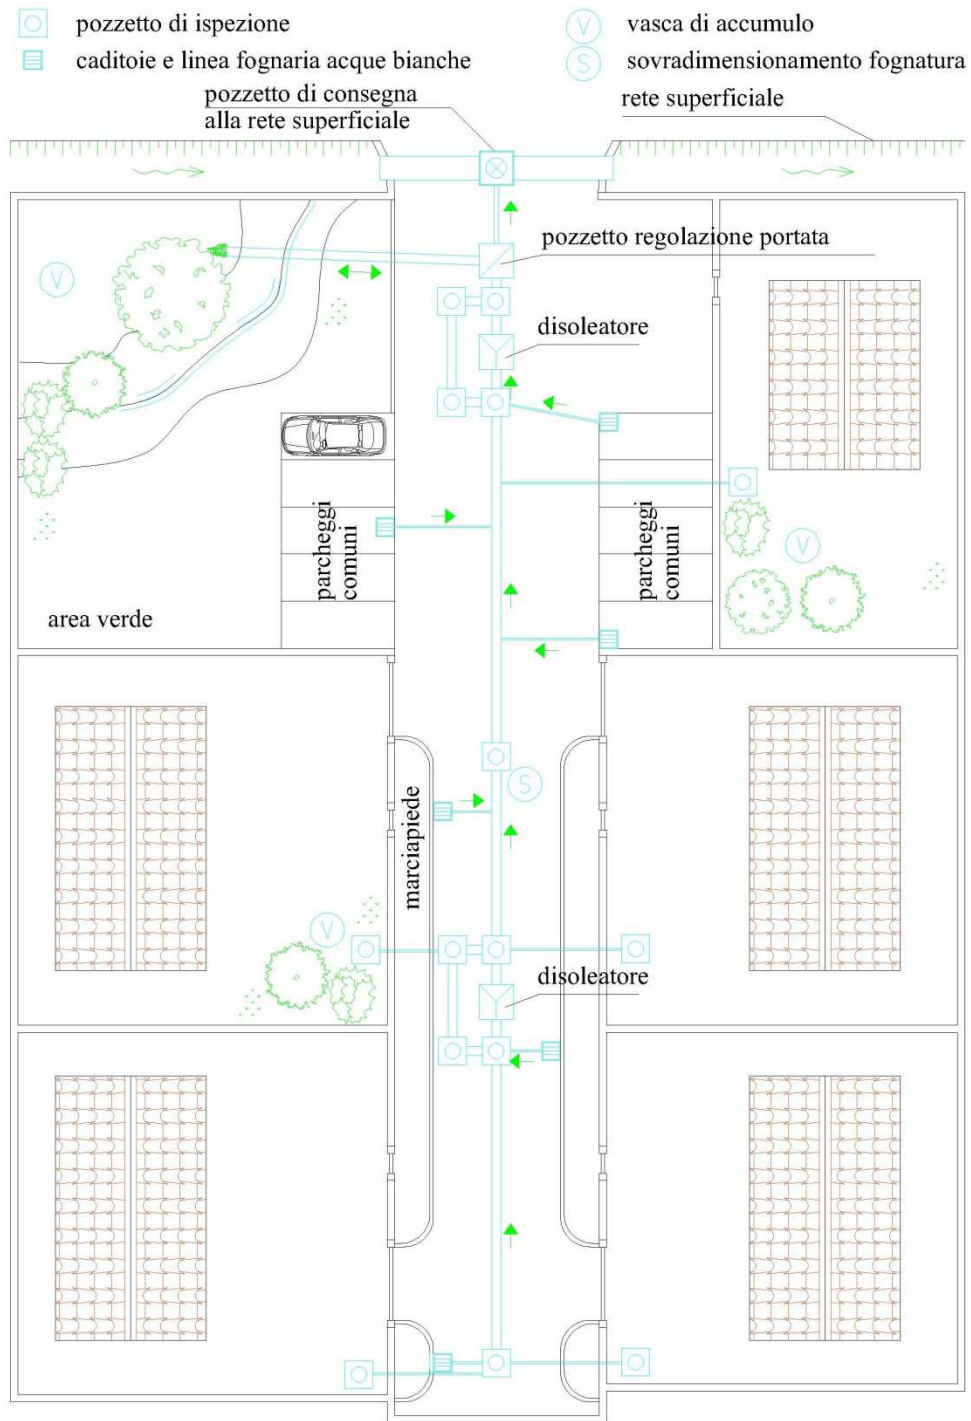 pozzetto di ispezione
caditoie e linea fognaria acque bianche
V vasca di accumulo
S sovradimensionamento fognatura
pozzetto di consegna
alla rete superficiale
rete superficiale
pozzetto regolazione portata
V
disoleatore
parcheggi
comuni
parcheggi
comuni
V
area verde
S
marciapiede
V
disoleatore